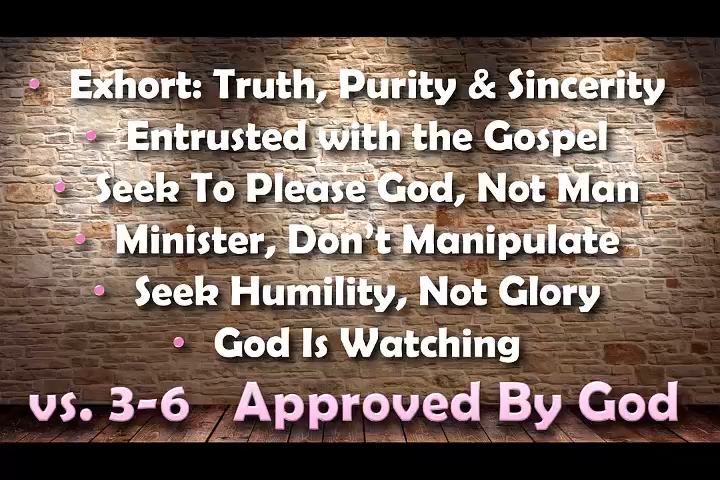 • Exhort: Truth, Purity & Sincerity
• Entrusted with the Gospel
• Seek To Please God, Not Man
• Minister, Don't Manipulate
• Seek Humility, Not Glory
• God Is Watching
vs. 3-6 Approved By God